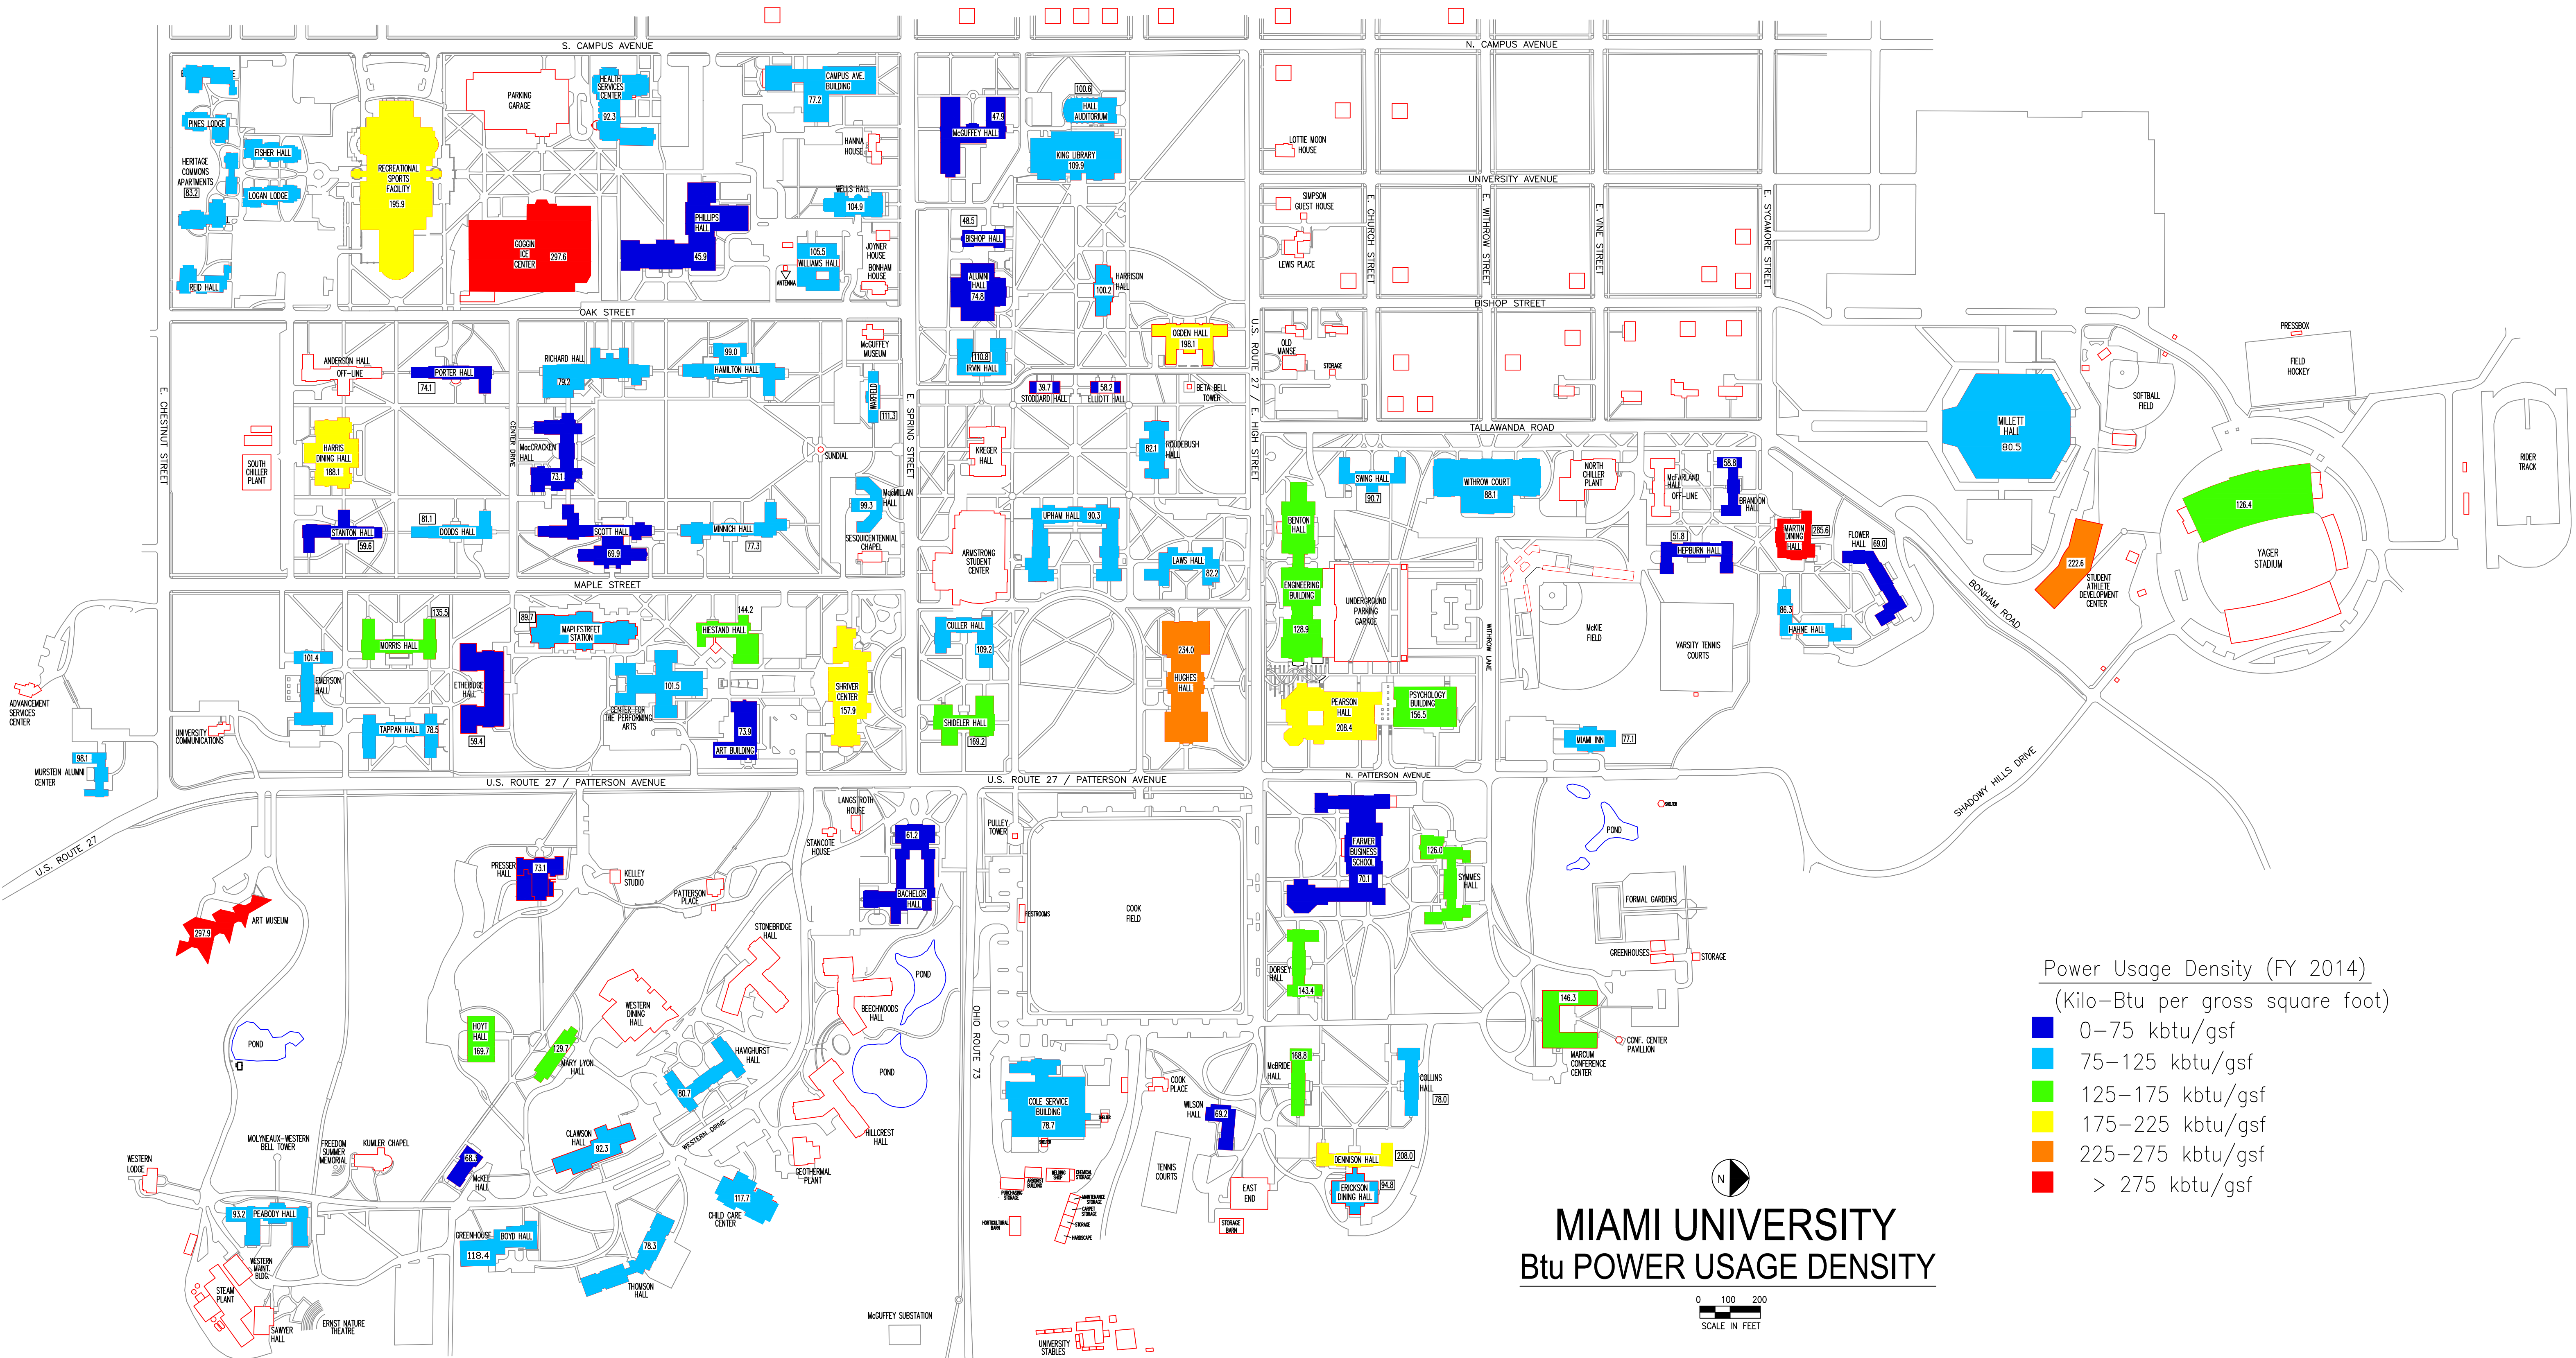 S. CAMPUS AVENUE
N. CAMPUS AVENUE
PINES LODGE
FISHER HALL
HERITAGE
COMMONS
APARTMENTS
83.2
LOGAN LODGE
REID HALL
RECREATIONAL
SPORTS
FACILITY
195.9
PARKING
GARAGE
HEALTH
SERVICES
CENTER
92.3
GOGGIN
ICE
CENTER
297.6
PHILLIPS
HALL
45.9
CAMPUS AVE.
BUILDING
77.2
HANNA
HOUSE
WELLS HALL
104.9
105.5
WILLIAMS HALL
ANTENNA
JOYNER
HOUSE
BONHAM
HOUSE
47.5
McGUFFEY HALL
100.6
HALL
AUDITORIUM
KING LIBRARY
109.9
48.5
BISHOP HALL
ALUMNI
HALL
74.8
HARRISON
HALL
100.2
OGDEN HALL
198.1
110.8
IRVIN HALL
LOTTIE MOON
HOUSE
UNIVERSITY AVENUE
SIMPSON
GUEST HOUSE
LEWIS PLACE
E. CHURCH STREET
E. WITHROW STREET
E. VINE STREET
E. SYCAMORE STREET
BISHOP STREET
OLD
MANSE
STORAGE
OAK STREET
E. CHESTNUT STREET
ANDERSON HALL
OFF-LINE
PORTER HALL
74.1
RICHARD HALL
79.2
99.0
HAMILTON HALL
McGUFFEY
MUSEUM
WARFIELD
111.3
E. SPRING STREET
39.7
STODDARD HALL
58.2
ELLIOTT HALL
BETA BELL
TOWER
U.S. ROUTE 27 / E. HIGH STREET
SOUTH
CHILLER
PLANT
HARRIS
DINING HALL
188.1
CENTER DRIVE
MacCRACKEN
HALL
73.1
SUNDIAL
MacMILLAN
HALL
99.3
SESQUICENTENNIAL
CHAPEL
KREGER
HALL
82.1
ROUDEBUSH
HALL
STANTON HALL
59.6
81.1
DODDS HALL
SCOTT HALL
69.9
MINNICH HALL
77.3
ARMSTRONG
STUDENT
CENTER
UPHAM HALL
90.3
LAWS HALL
82.2
TALLAWANDA ROAD
BENTON
HALL
SWING HALL
90.7
WITHROW COURT
88.1
NORTH
CHILLER
PLANT
McFARLAND
HALL
OFF-LINE
58.8
BRANDON
HALL
51.8
HEPBURN HALL
MARTIN
DINING
HALL
285.6
FLOWER
HALL
69.0
86.3
HAHNE HALL
MILLETT
HALL
80.5
SOFTBALL
FIELD
PRESSBOX
FIELD
HOCKEY
RIDER
TRACK
126.4
YAGER
STADIUM
222.6
STUDENT
ATHLETE
DEVELOPMENT
CENTER
BONHAM ROAD
SHADOWY HILLS DRIVE
MAPLE STREET
101.4
EMERSON
HALL
135.5
MORRIS HALL
TAPPAN HALL
78.5
ETHERIDGE
HALL
59.4
89.7
MAPLESTREET
STATION
144.2
HIESTAND HALL
101.5
CENTER FOR
THE PERFORMING
ARTS
73.9
ART BUILDING
SHRIVER
CENTER
157.9
CULLER HALL
109.2
SHIDELER HALL
169.2
234.0
HUGHES
HALL
ENGINEERING
BUILDING
128.9
UNDERGROUND
PARKING
GARAGE
PEARSON
HALL
208.4
PSYCHOLOGY
BUILDING
156.5
WITHROW LANE
McKIE
FIELD
VARSITY TENNIS
COURTS
MIAMI INN
77.1
ADVANCEMENT
SERVICES
CENTER
UNIVERSITY
COMMUNICATIONS
98.1
MURSTEIN ALUMNI
CENTER
U.S. ROUTE 27
U.S. ROUTE 27 / PATTERSON AVENUE
U.S. ROUTE 27 / PATTERSON AVENUE
N. PATTERSON AVENUE
ART MUSEUM
297.9
PRESSER
HALL
73.1
KELLEY
STUDIO
PATTERSON
PLACE
LANGSTROTH
HOUSE
STANCOTE
HOUSE
61.2
BACHELOR
HALL
PULLEY
TOWER
RESTROOMS
COOK
FIELD
FARMER
BUSINESS
SCHOOL
70.1
126.0
SYMMES
HALL
DORSEY
HALL
143.4
POND
SHELTER
FORMAL GARDENS
GREENHOUSES
STORAGE
146.3
MARCUM
CONFERENCE
CENTER
CONF. CENTER
PAVILLION
STONEBRIDGE
HALL
WESTERN
DINING
HALL
BEECHWOODS
HALL
POND
POND
HILLCREST
HALL
OHIO ROUTE 73
POND
HOYT
HALL
169.7
129.7
MARY LYON
HALL
HAVIGHURST
HALL
80.7
CLAWSON
HALL
92.3
WESTERN DRIVE
GEOTHERMAL
PLANT
117.7
CHILD CARE
CENTER
COLE SERVICE
BUILDING
78.7
SHELTER
SHELTER
COOK
PLACE
WILSON
HALL
69.2
168.8
McBRIDE
HALL
COLLINS
HALL
78.0
DENNISON HALL
208.0
ERICKSON
DINING HALL
94.8
TENNIS
COURTS
EAST
END
STORAGE
BARN
PURCHASING
STORAGE
ARBORIST
BUILDING
WELDING
SHOP
CHEMICAL
STORAGE
MAINTENANCE
STORAGE
CARPET
STORAGE
STORAGE
HARDSCAPE
HORTICULTURAL
BARN
UNIVERSITY
STABLES
McGUFFEY SUBSTATION
MOLYNEAUX-WESTERN
BELL TOWER
FREEDOM
SUMMER
MEMORIAL
KUMLER CHAPEL
68.3
McKEE
HALL
WESTERN
LODGE
93.2
PEABODY HALL
WESTERN
MAINT.
BLDG.
STEAM
PLANT
SAWYER
HALL
ERNST NATURE
THEATRE
GREENHOUSE
BOYD HALL
118.4
78.3
THOMSON
HALL
Power Usage Density (FY 2014)
(Kilo-Btu per gross square foot)
0-75 kbtu/gsf
75-125 kbtu/gsf
125-175 kbtu/gsf
175-225 kbtu/gsf
225-275 kbtu/gsf
> 275 kbtu/gsf
N
MIAMI UNIVERSITY
Btu POWER USAGE DENSITY
0 100 200
SCALE IN FEET